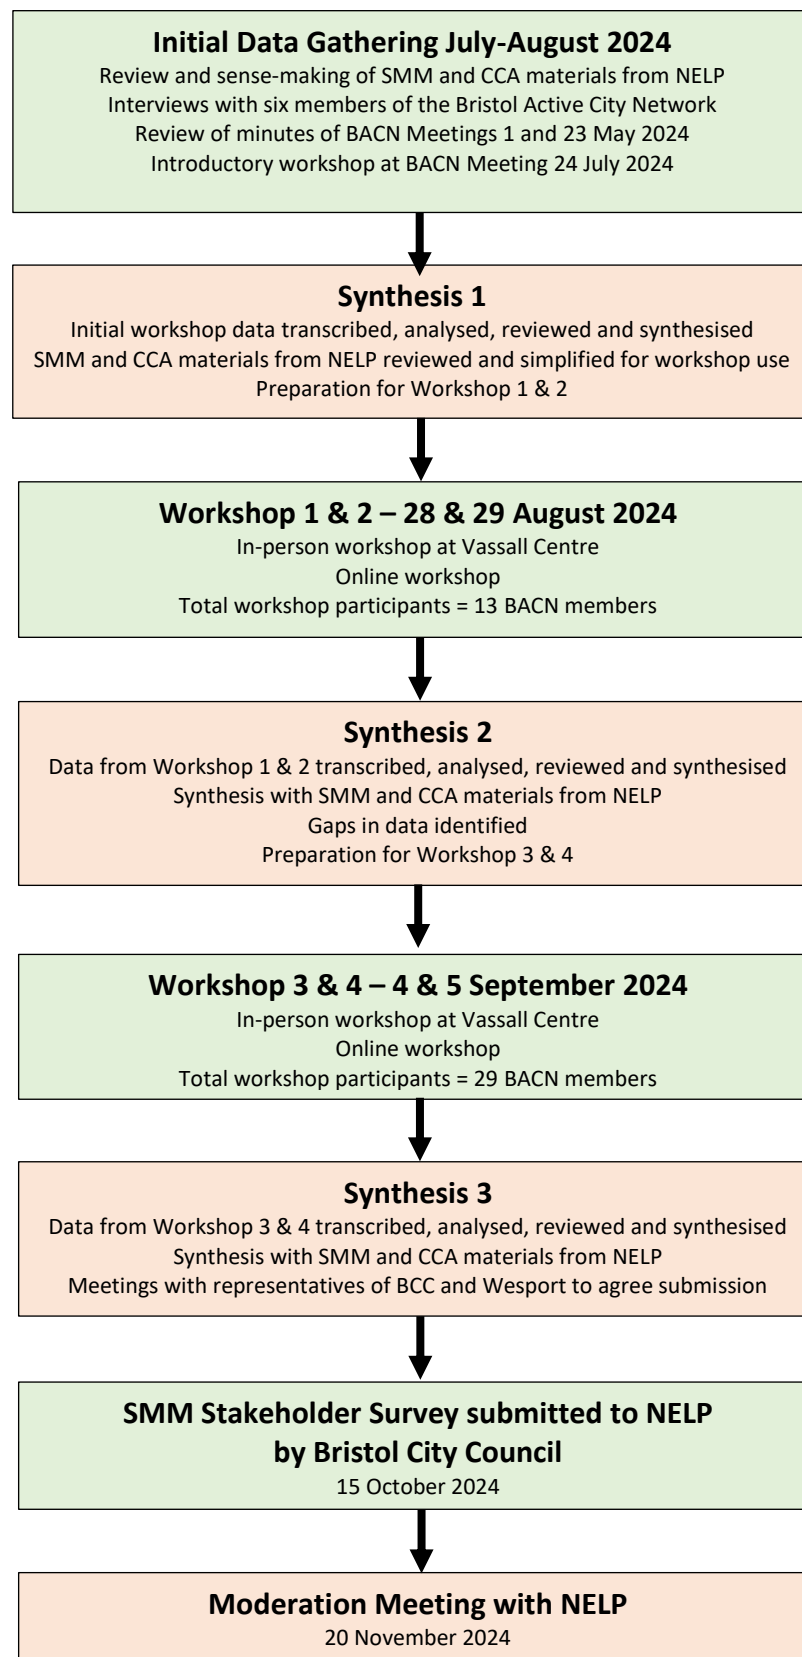 Initial Data Gathering July-August 2024
Review and sense-making of SMM and CCA materials from NELP
Interviews with six members of the Bristol Active City Network
Review of minutes of BACN Meetings 1 and 23 May 2024
Introductory workshop at BACN Meeting 24 July 2024
Synthesis 1
Initial workshop data transcribed, analysed, reviewed and synthesised
SMM and CCA materials from NELP reviewed and simplified for workshop use
Preparation for Workshop 1 & 2
Workshop 1 & 2 – 28 & 29 August 2024
In-person workshop at Vassall Centre
Online workshop
Total workshop participants = 13 BACN members
Synthesis 2
Data from Workshop 1 & 2 transcribed, analysed, reviewed and synthesised
Synthesis with SMM and CCA materials from NELP
Gaps in data identified
Preparation for Workshop 3 & 4
Workshop 3 & 4 – 4 & 5 September 2024
In-person workshop at Vassall Centre
Online workshop
Total workshop participants = 29 BACN members
Synthesis 3
Data from Workshop 3 & 4 transcribed, analysed, reviewed and synthesised
Synthesis with SMM and CCA materials from NELP
Meetings with representatives of BCC and Wesport to agree submission
SMM Stakeholder Survey submitted to NELP
by Bristol City Council
15 October 2024
Moderation Meeting with NELP
20 November 2024